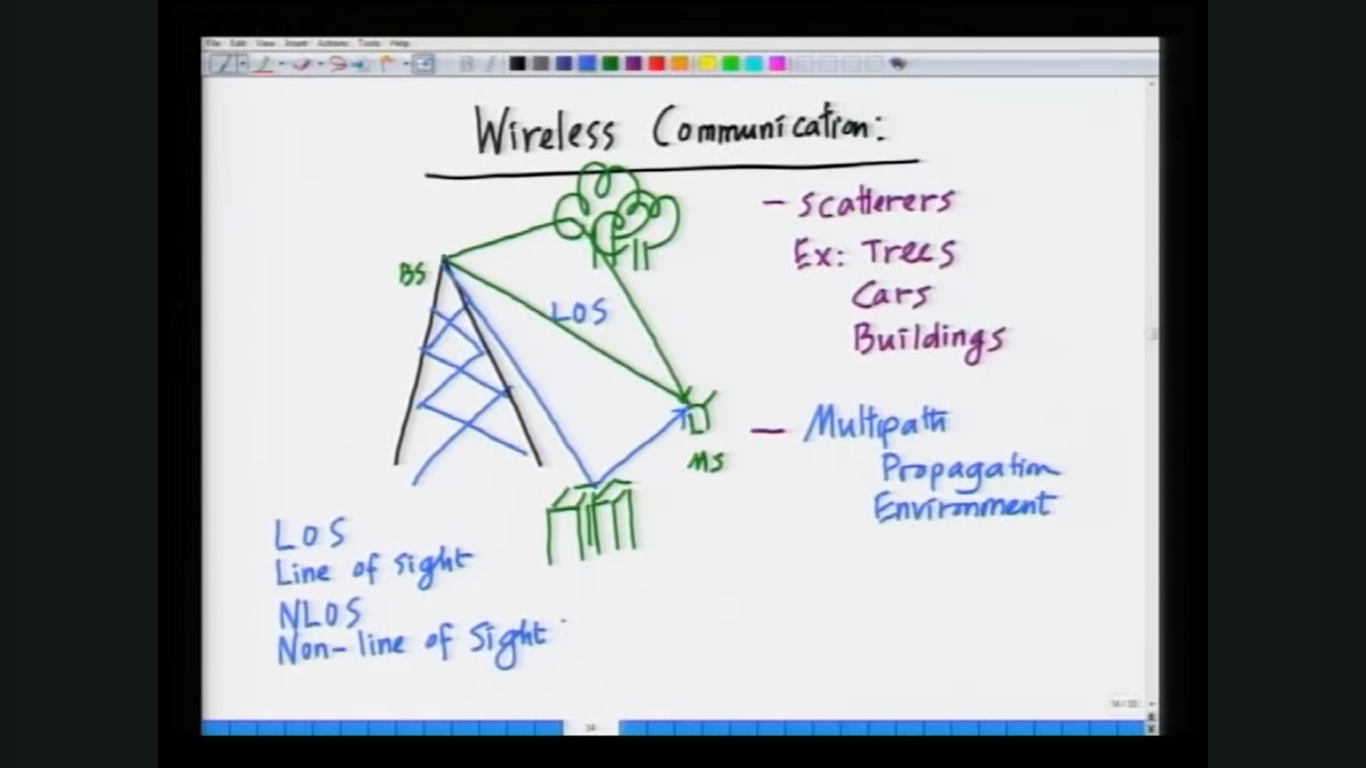 File Edit View Insert Actions Tools Help
Wireless Communication:
- Scatterers
Ex: Trees
Cars
Buildings
BS
LOS
MS
- Multipath
Propagation
Environment
LOS
Line of sight
NLOS
Non-line of Sight